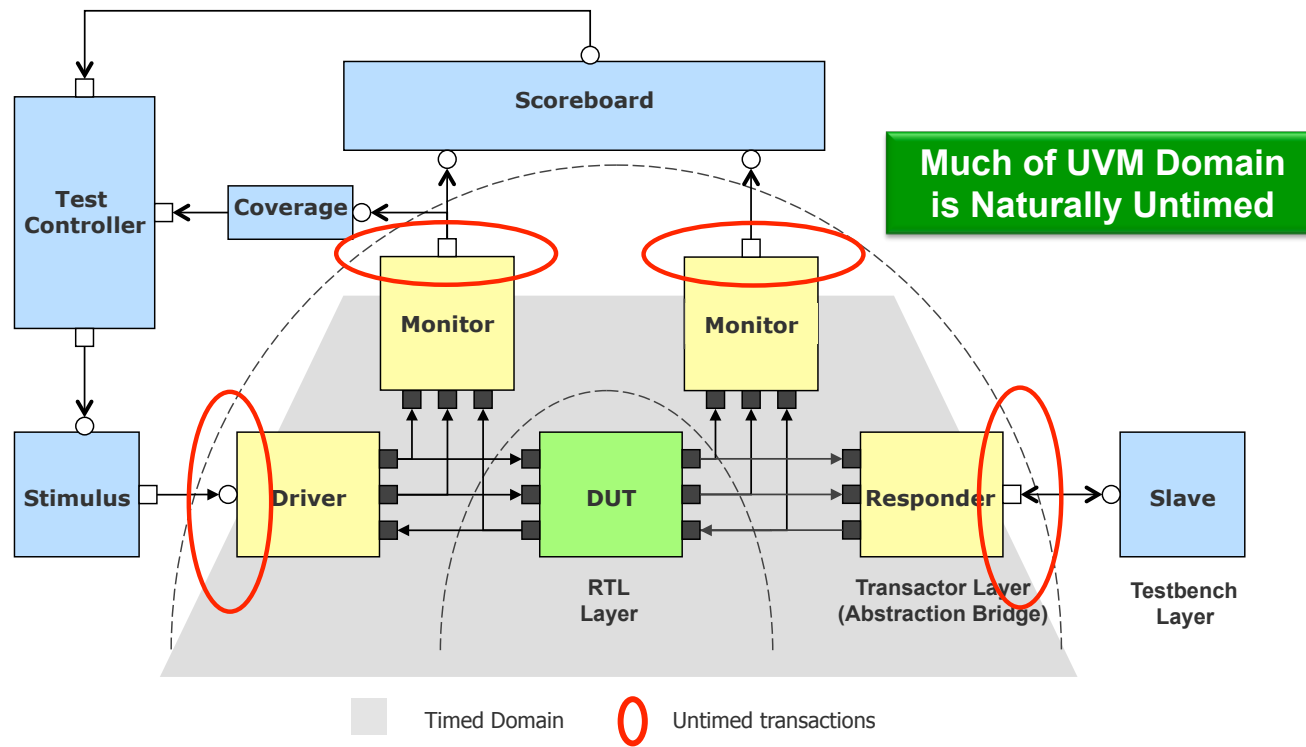 Scoreboard
Much of UVM Domain
is Naturally Untimed
Test
Controller
Coverage
Monitor
Monitor
Stimulus
Driver
DUT
Responder
Slave
RTL
Layer
Transactor Layer
(Abstraction Bridge)
Testbench
Layer
Timed Domain
Untimed transactions